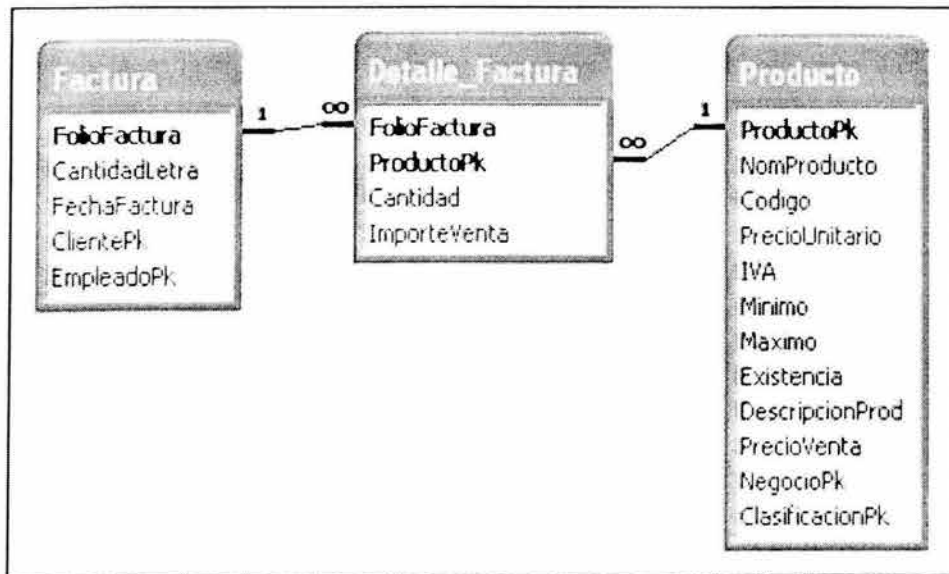 Factura
FolioFactura
CantidadLetra
FechaFactura
ClientePk
EmpleadoPk
1
∞
Detalle_Factura
FolioFactura
ProductoPk
Cantidad
ImporteVenta
∞
1
Producto
ProductoPk
NomProducto
Codigo
PrecioUnitario
IVA
Minimo
Maximo
Existencia
DescripcionProd
PrecioVenta
NegocioPk
ClasificacionPk